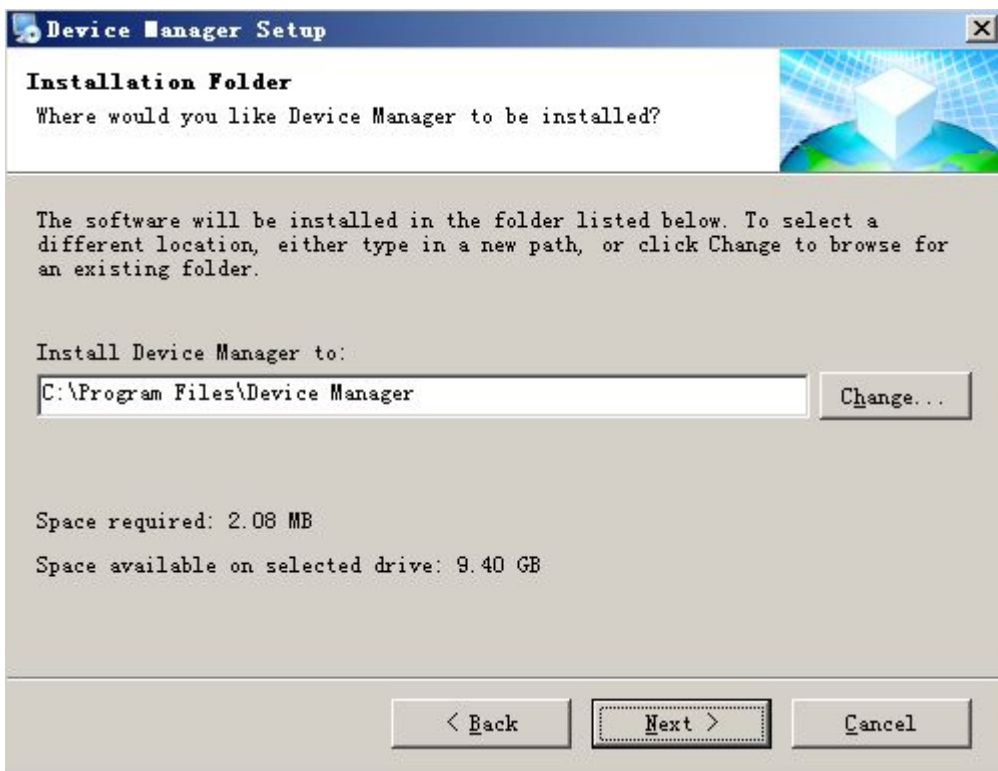 Device Manager Setup
Installation Folder
Where would you like Device Manager to be installed?
The software will be installed in the folder listed below. To select a
different location, either type in a new path, or click Change to browse for
an existing folder.
Install Device Manager to:
C:\Program Files\Device Manager
Change...
Space required: 2.08 MB
Space available on selected drive: 9.40 GB
< Back
Next >
Cancel